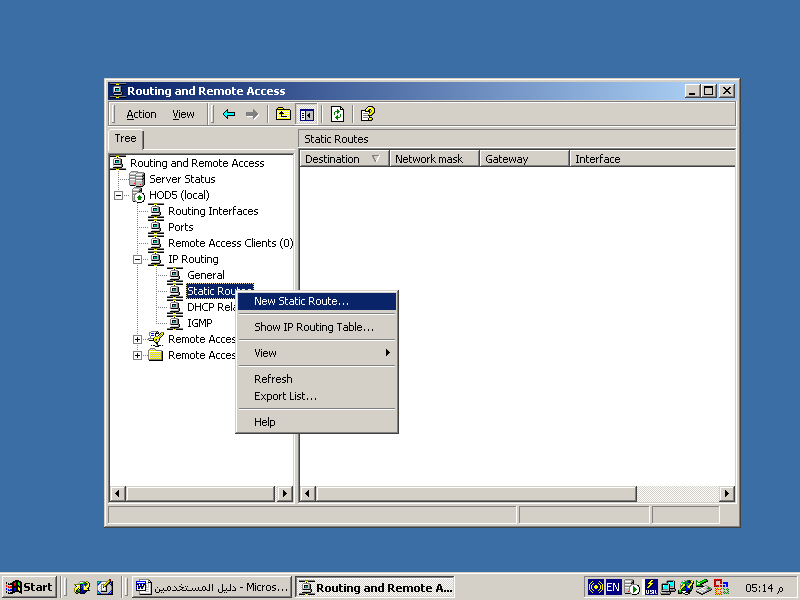 Routing and Remote Access
Action View
Tree
Static Routes
Destination Network mask Gateway Interface
Routing and Remote Access
Server Status
HOD5 (local)
Routing Interfaces
Ports
Remote Access Clients (0)
IP Routing
General
Static Routes
DHCP Rela
IGMP
Remote Acces
Remote Acces
New Static Route...
Show IP Routing Table...
View
Refresh
Export List...
Help
Start
دليل المستخدمين - Micros...
Routing and Remote A...
EN
05:14 م